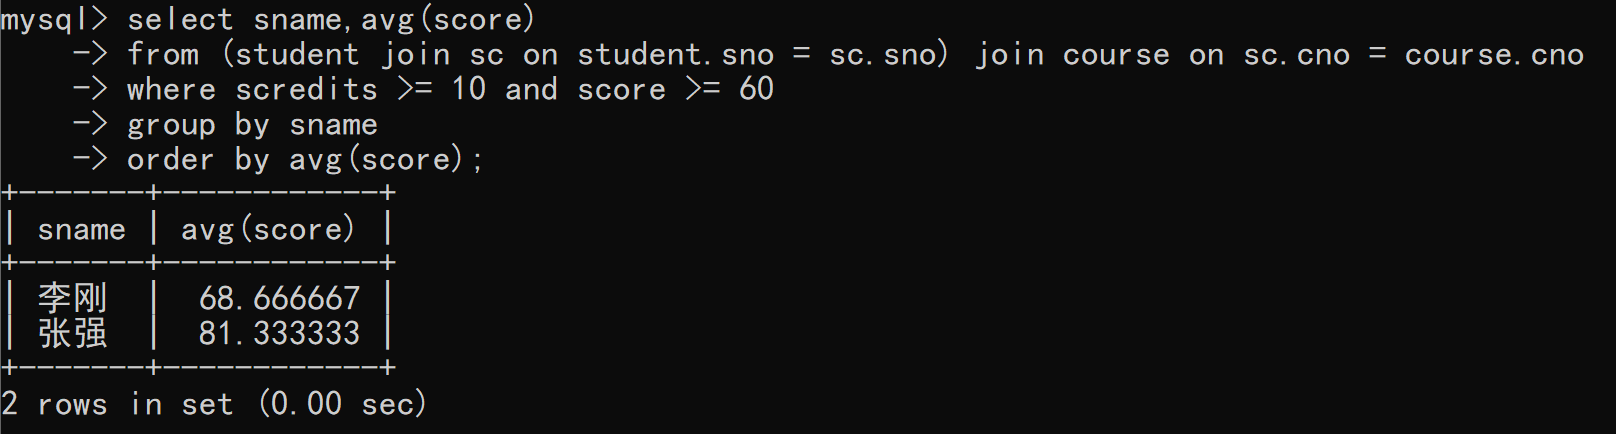 mysql> select sname,avg(score)
    -> from (student join sc on student.sno = sc.sno) join course on sc.cno = course.cno
    -> where scredits >= 10 and score >= 60
    -> group by sname
    -> order by avg(score);
+-------+------------+
| sname | avg(score) |
+-------+------------+
| 李刚  |  68.666667 |
| 张强  |  81.333333 |
+-------+------------+
2 rows in set (0.00 sec)